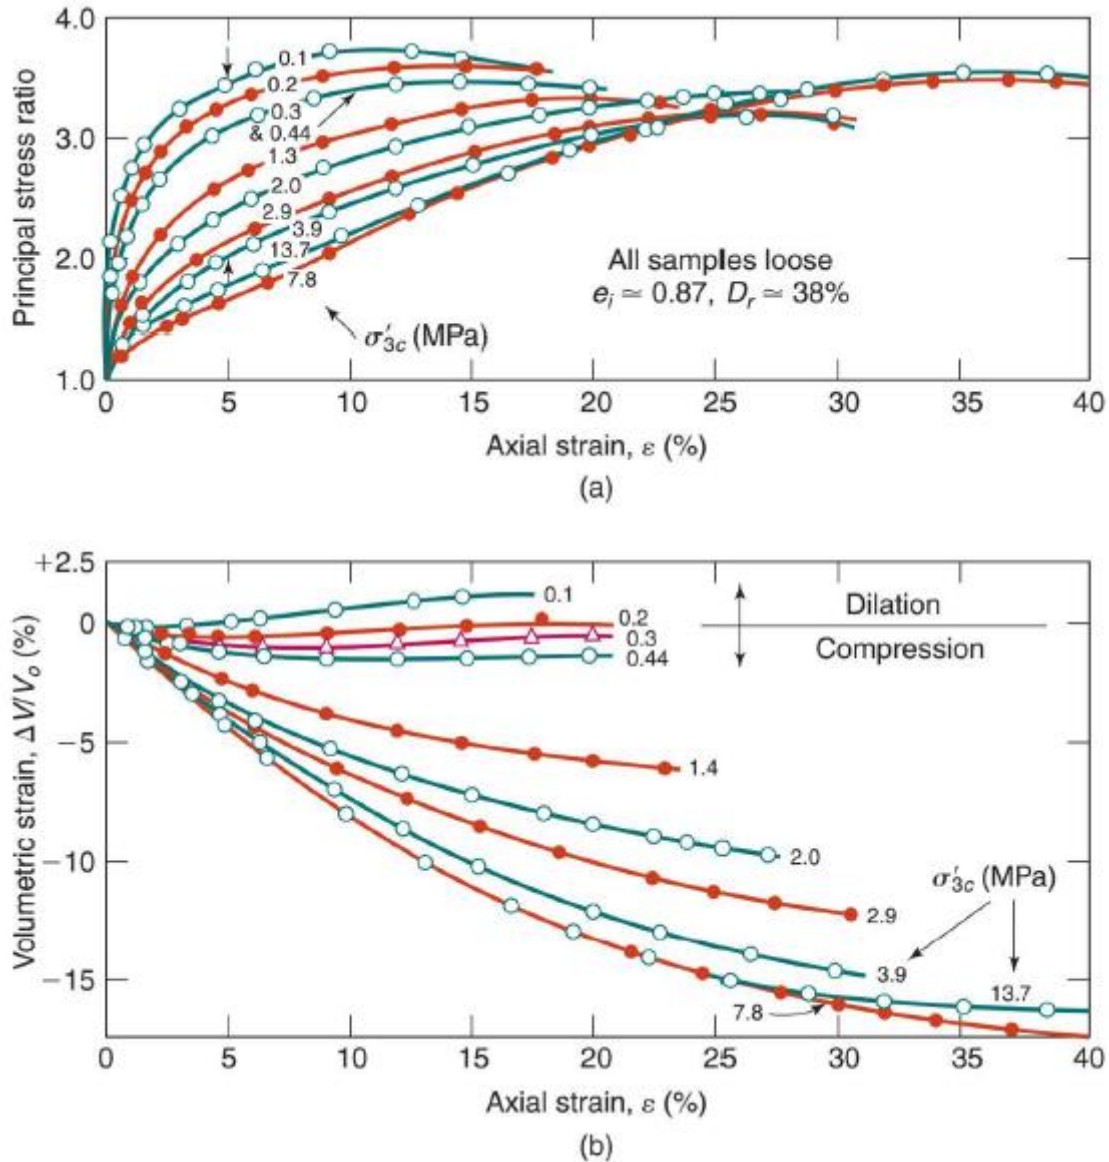 (a)
4.0
3.0
2.0
1.0
Principal stress ratio
0.1
0.2
0.3
& 0.44
1.3
2.0
2.9
3.9
13.7
7.8
σ′3c (MPa)
All samples loose
ei ≃ 0.87, Dr ≃ 38%
0 5 10 15 20 25 30 35 40
Axial strain, ε (%)
(a)
+2.5
0
−5
−10
−15
Volumetric strain, ΔV/Vo (%)
0.1
0.2
0.3
0.44
Dilation
Compression
1.4
2.0
2.9
σ′3c (MPa)
3.9
13.7
7.8
0 5 10 15 20 25 30 35 40
Axial strain, ε (%)
(b)